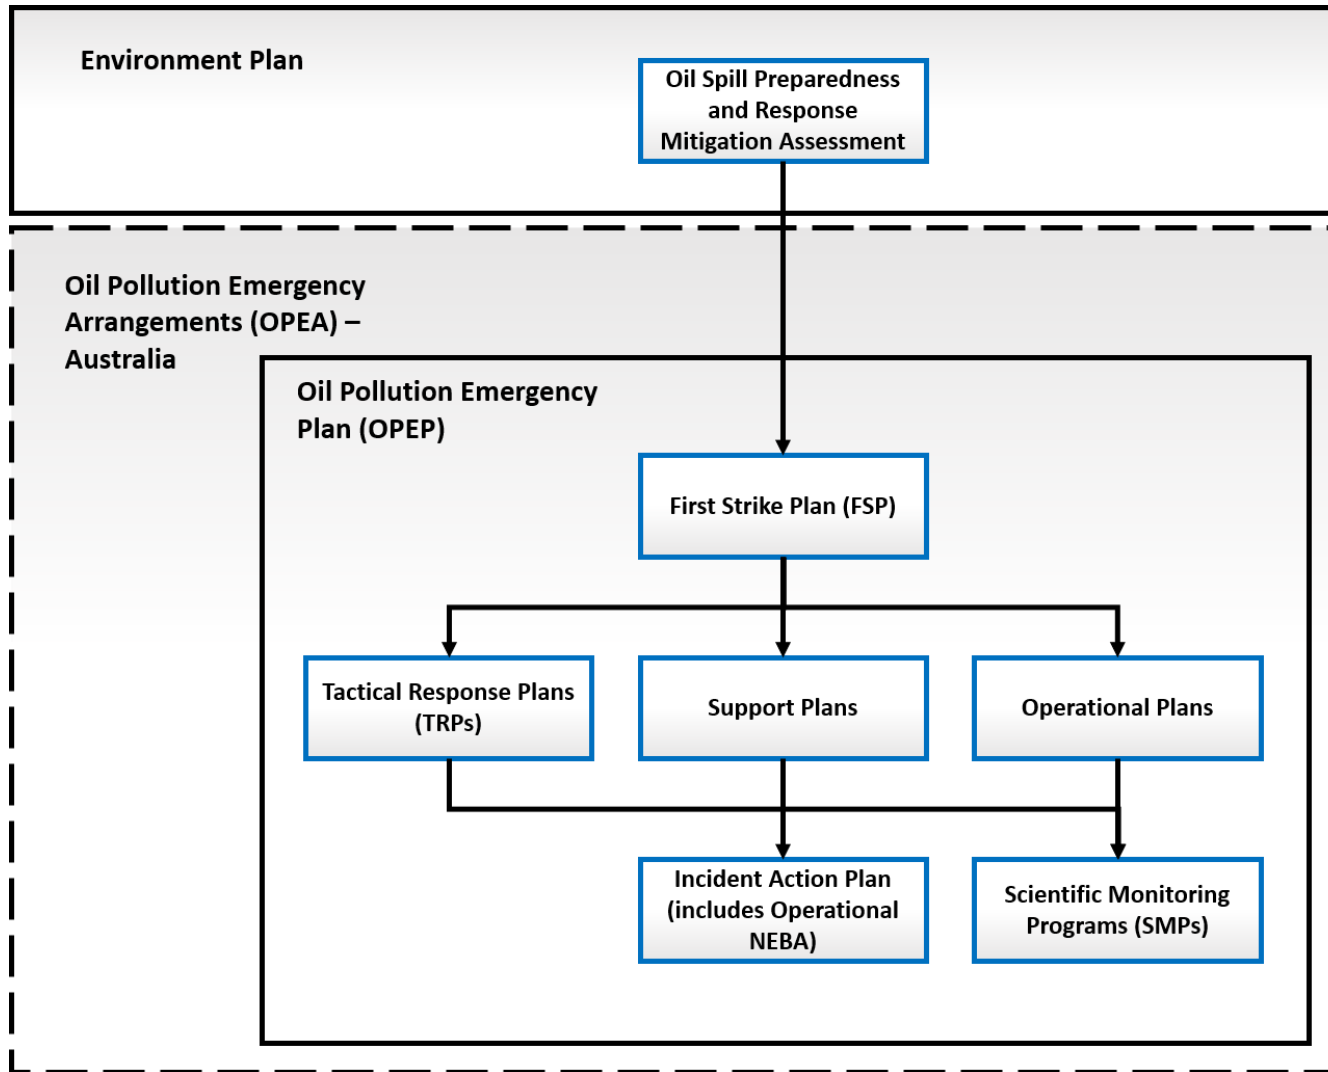 Environment Plan
Oil Spill Preparedness
and Response
Mitigation Assessment
Oil Pollution Emergency
Arrangements (OPEA) –
Australia
Oil Pollution Emergency
Plan (OPEP)
First Strike Plan (FSP)
Tactical Response Plans
(TRPs)
Support Plans
Operational Plans
Incident Action Plan
(includes Operational
NEBA)
Scientific Monitoring
Programs (SMPs)